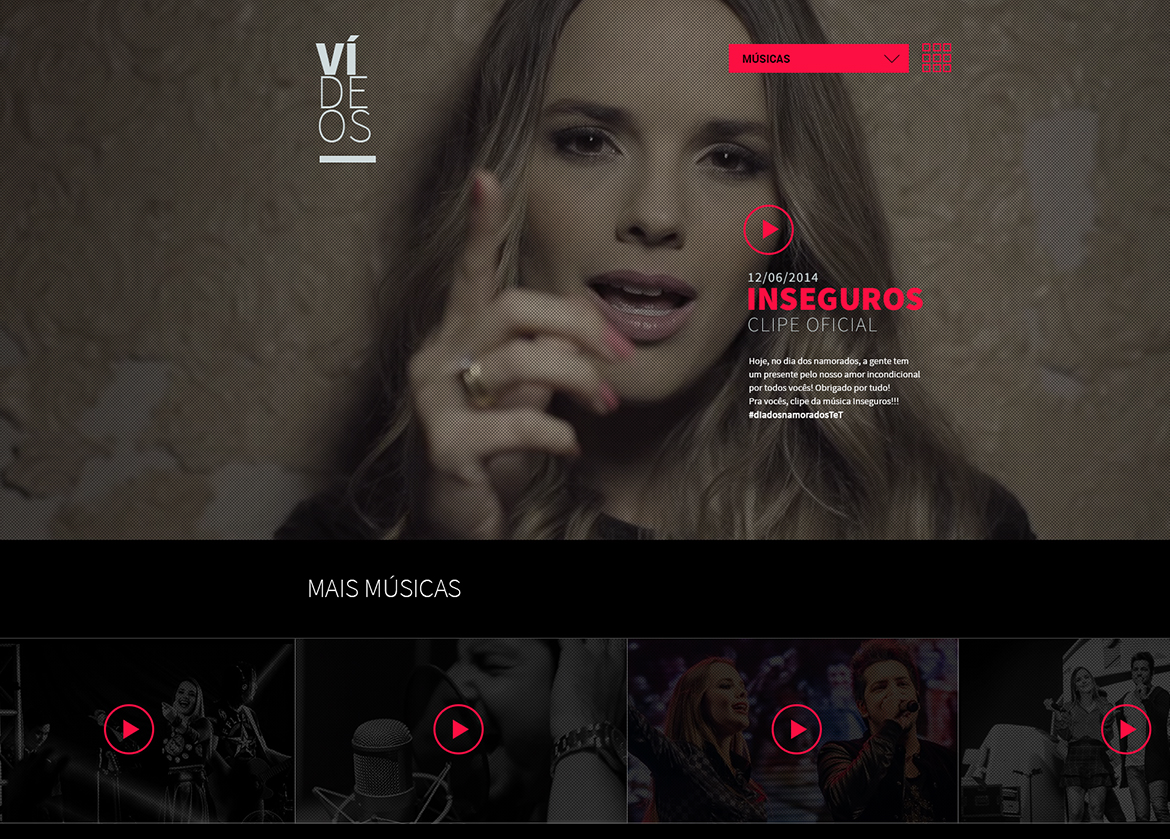 VÍ
DE
OS
MÚSICAS
12/06/2014
INSEGUROS
CLIPE OFICIAL
Hoje, no dia dos namorados, a gente tem
um presente pelo nosso amor incondicional
por todos vocês! Obrigado por tudo!
Pra vocês, clipe da música Inseguros!!!
#dIadosnamoradosTeT
MAIS MÚSICAS